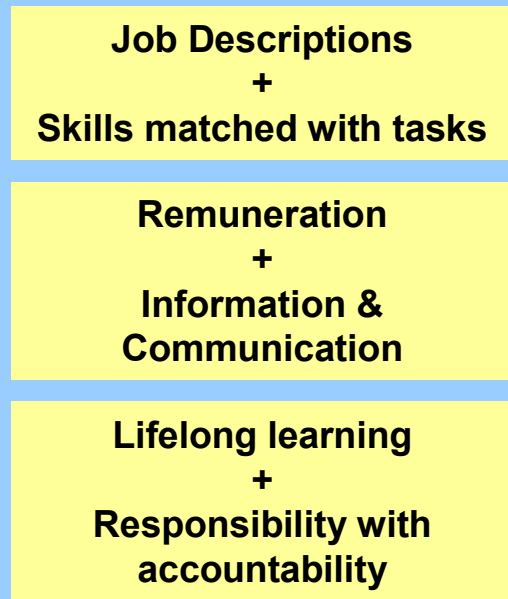 Job Descriptions
+
Skills matched with tasks
Remuneration
+
Information &
Communication
Lifelong learning
+
Responsibility with
accountability